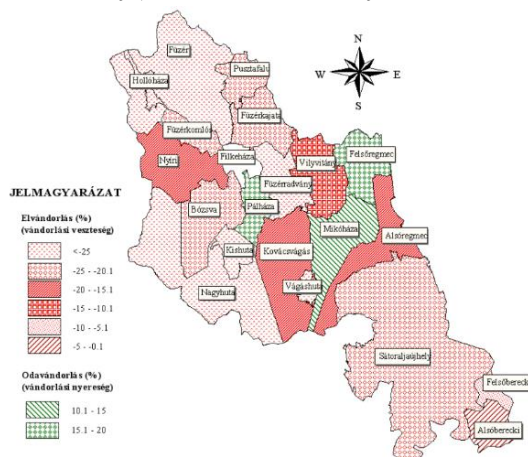 Füzér
N
Pusztafalu
W E
Hollóháza
S
Füzérkajata
Füzérkomlós
Filkeháza
Felsőregmec
Nyíri
Vilyvitány
Füzérradvány
JELMAGYARÁZAT
Pálháza
Bózsva
Mikóháza
Elvándorlás (%)
(vándorlási veszteség)
Alsóregmec
Kishuta
Kovácsvágás
<-25
-25 - -20.1
Vágáshuta
Nagyhuta
-20 - -15.1
-15 - -10.1
-10 - -5.1
-5 - -0.1
Sátoraljaújhely
Odavándorlás (%)
(vándorlási nyereség)
Felsőberecki
10.1 - 15
Alsóberecki
15.1 - 20